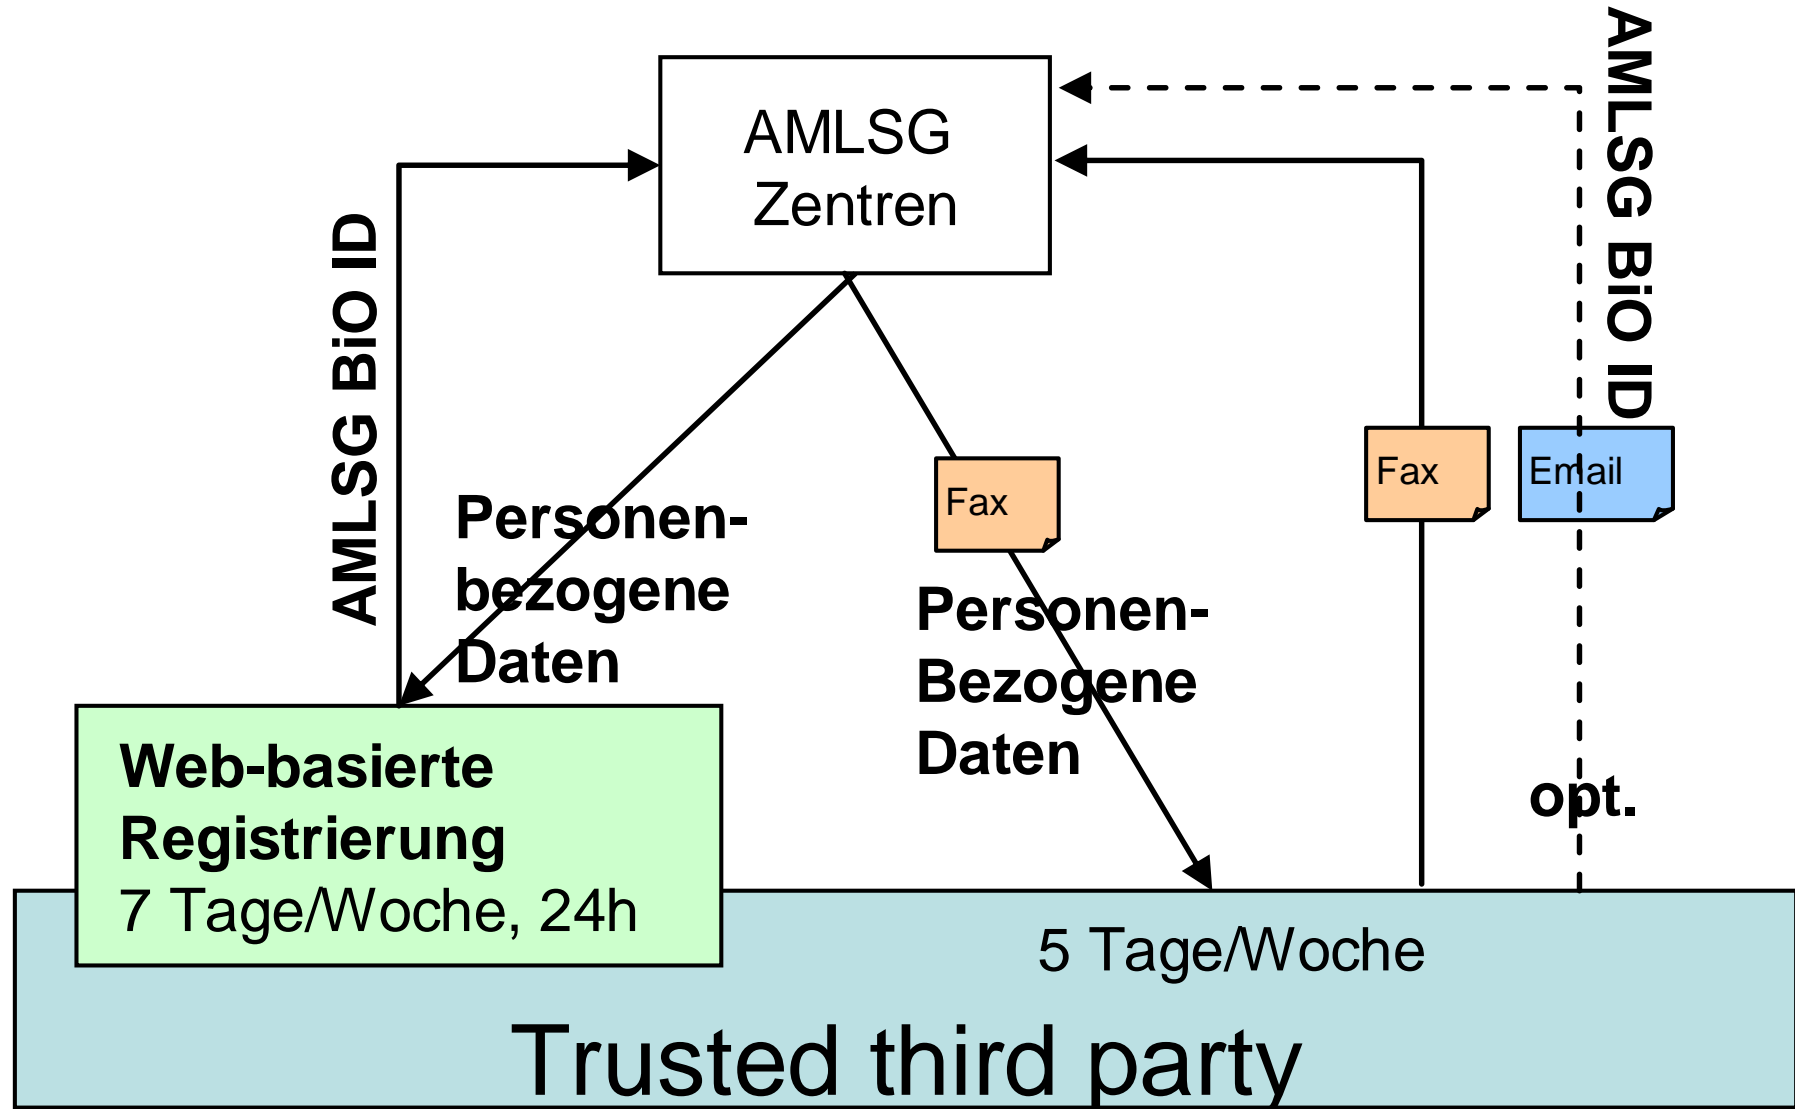 AMLSG
Zentren
AMLSG BiO ID
AMLSG BiO ID
Fax
Email
Fax
Personen-
bezogene
Daten
Personen-
Bezogene
Daten
opt.
Web-basierte
Registrierung
7 Tage/Woche, 24h
5 Tage/Woche
Trusted third party